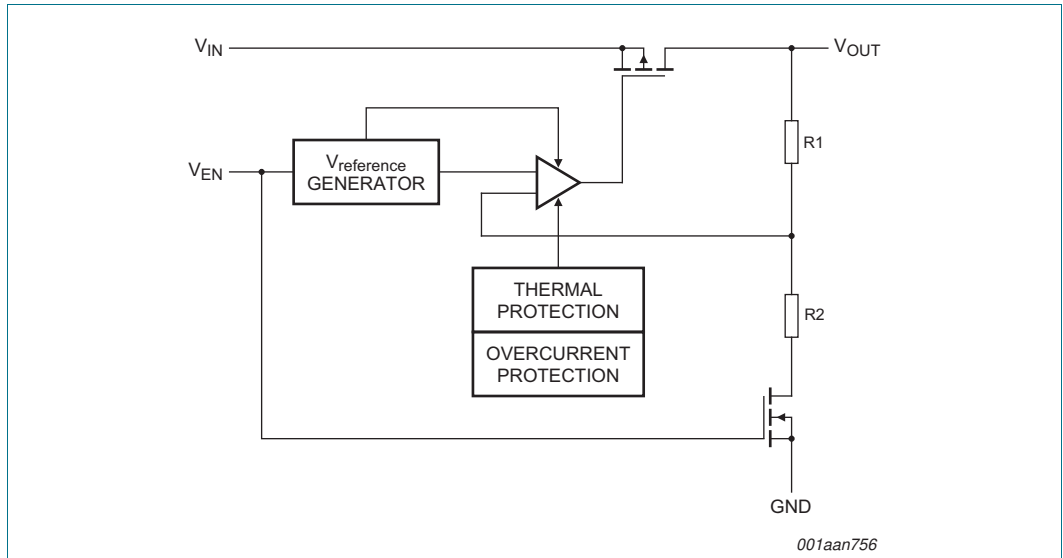 VIN
VOUT
R1
VEN
Vreference
GENERATOR
THERMAL
PROTECTION
R2
OVERCURRENT
PROTECTION
GND
001aan756